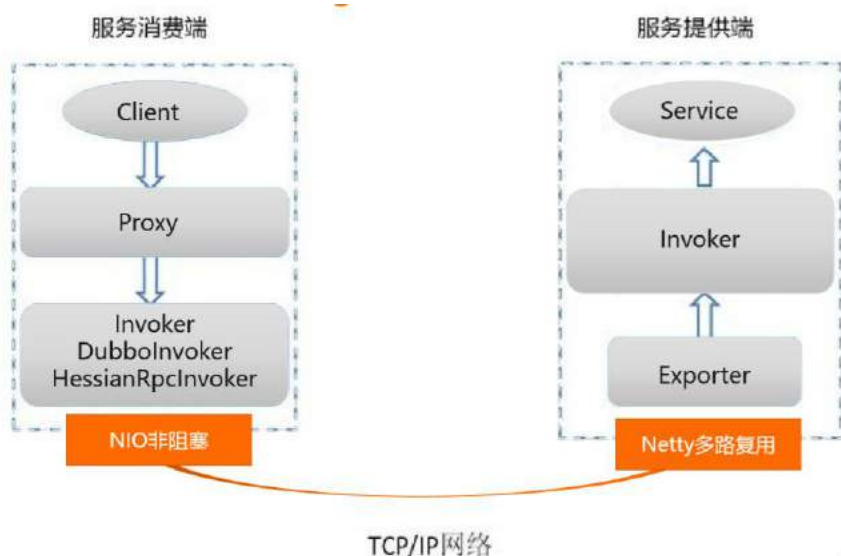 服务消费端
Client
Proxy
Invoker
DubboInvoker
HessianRpcInvoker
NIO非阻塞
服务提供端
Service
Invoker
Exporter
Netty多路复用
TCP/IP网络